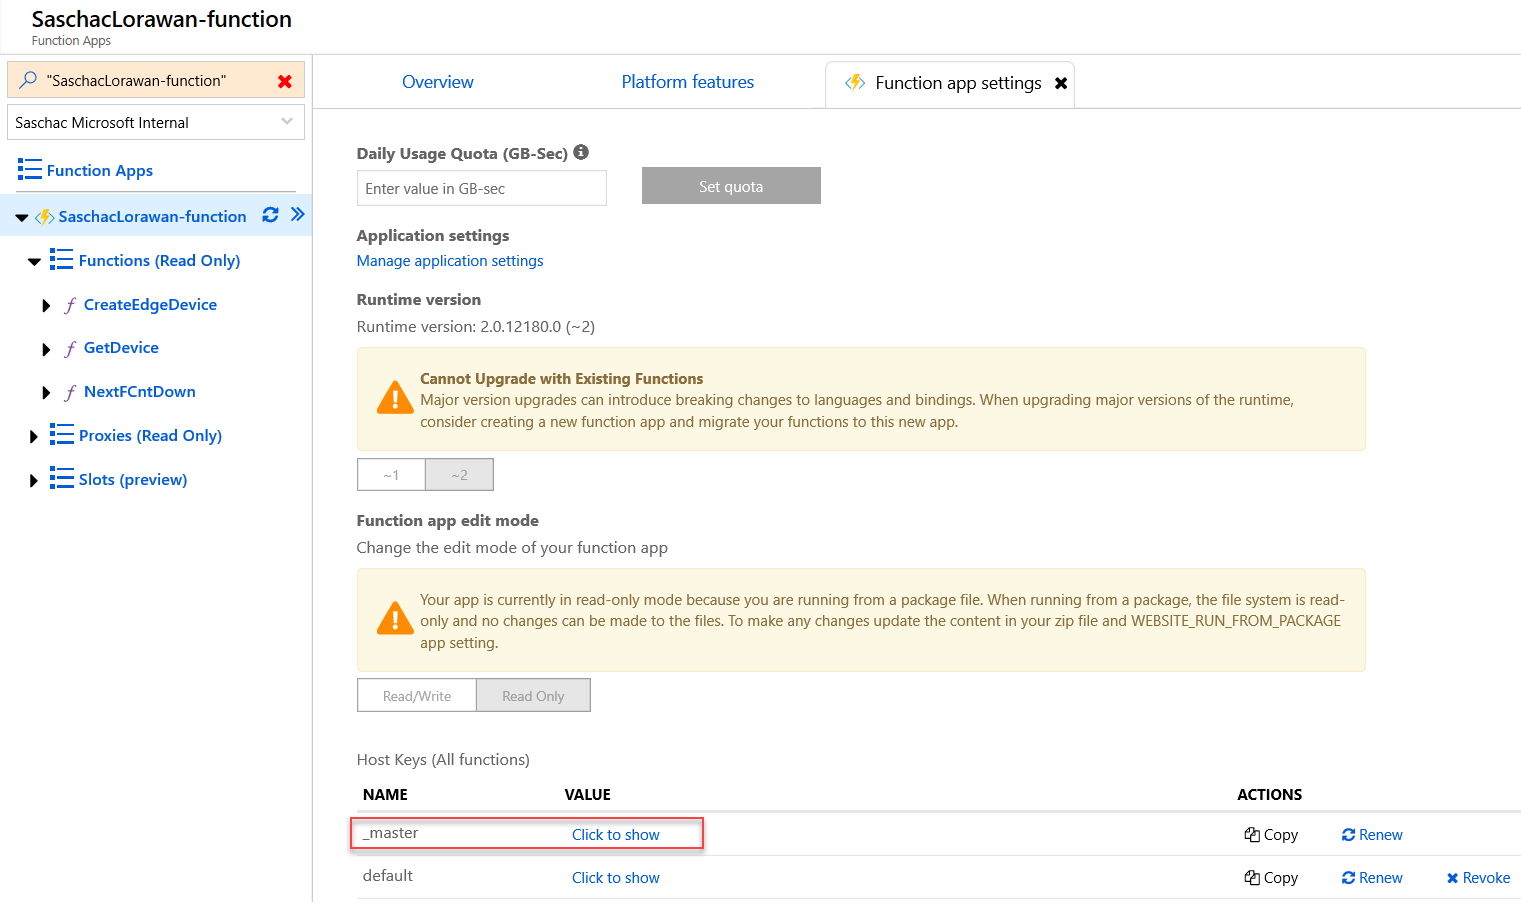 SaschacLorawan-function
Function Apps
"SaschacLorawan-function"
Saschac Microsoft Internal
Function Apps
SaschacLorawan-function
Functions (Read Only)
f CreateEdgeDevice
f GetDevice
f NextFCntDown
Proxies (Read Only)
Slots (preview)
Overview
Platform features
Function app settings
Daily Usage Quota (GB-Sec)
Enter value in GB-sec
Set quota
Application settings
Manage application settings
Runtime version
Runtime version: 2.0.12180.0 (~2)
Cannot Upgrade with Existing Functions
Major version upgrades can introduce breaking changes to languages and bindings. When upgrading major versions of the runtime,
consider creating a new function app and migrate your functions to this new app.
~1 ~2
Function app edit mode
Change the edit mode of your function app
Your app is currently in read-only mode because you are running from a package file. When running from a package, the file system is read-
only and no changes can be made to the files. To make any changes update the content in your zip file and WEBSITE_RUN_FROM_PACKAGE
app setting.
Read/Write Read Only
Host Keys (All functions)
NAME VALUE ACTIONS
_master Click to show Copy Renew
default Click to show Copy Renew Revoke